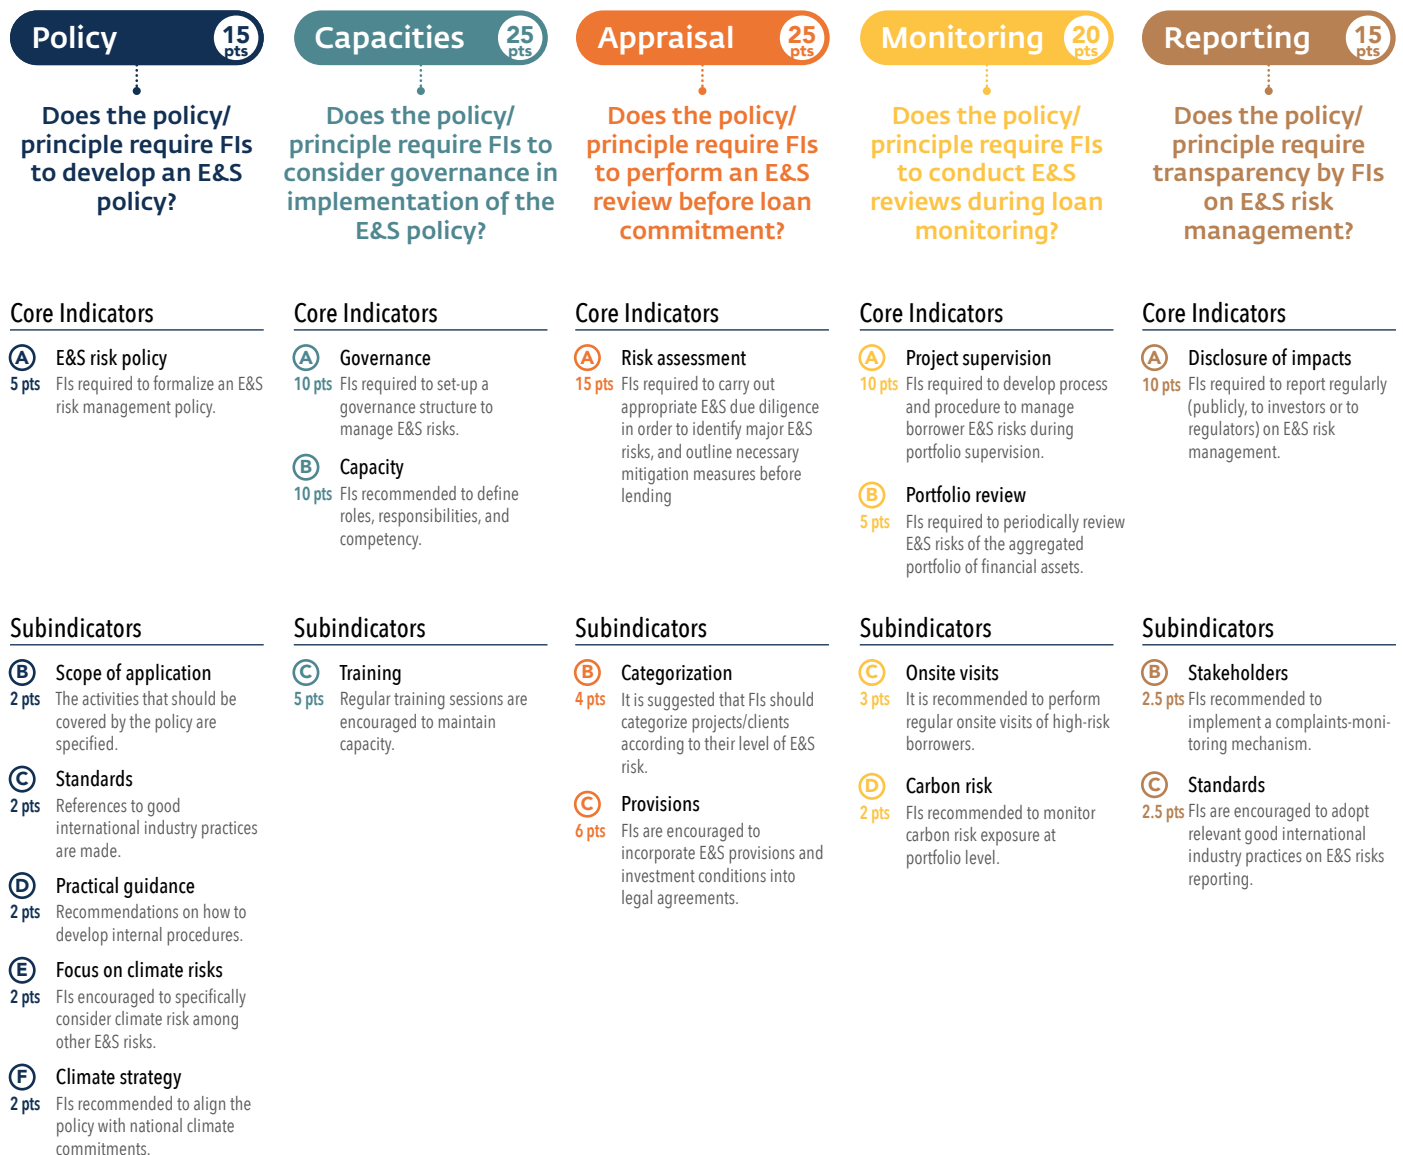 Policy
15
pts
Does the policy/
principle require FIs
to develop an E&S
policy?
Core Indicators
A
E&S risk policy
5 pts
FIs required to formalize an E&S
risk management policy.
Subindicators
B
Scope of application
2 pts
The activities that should be
covered by the policy are
specified.
C
Standards
2 pts
References to good
international industry practices
are made.
D
Practical guidance
2 pts
Recommendations on how to
develop internal procedures.
E
Focus on climate risks
2 pts
FIs encouraged to specifically
consider climate risk among
other E&S risks.
F
Climate strategy
2 pts
FIs recommended to align the
policy with national climate
commitments.
Capacities
25
pts
Does the policy/
principle require FIs to
consider governance in
implementation of the
E&S policy?
Core Indicators
A
Governance
10 pts
FIs required to set-up a
governance structure to
manage E&S risks.
B
Capacity
10 pts
FIs recommended to define
roles, responsibilities, and
competency.
Subindicators
C
Training
5 pts
Regular training sessions are
encouraged to maintain
capacity.
Appraisal
25
pts
Does the policy/
principle require FIs
to perform an E&S
review before loan
commitment?
Core Indicators
A
Risk assessment
15 pts
FIs required to carry out
appropriate E&S due diligence
in order to identify major E&S
risks, and outline necessary
mitigation measures before
lending
Subindicators
B
Categorization
4 pts
It is suggested that FIs should
categorize projects/clients
according to their level of E&S
risk.
C
Provisions
6 pts
FIs are encouraged to
incorporate E&S provisions and
investment conditions into
legal agreements.
Monitoring
20
pts
Does the policy/
principle require FIs
to conduct E&S
reviews during loan
monitoring?
Core Indicators
A
Project supervision
10 pts
FIs required to develop process
and procedure to manage
borrower E&S risks during
portfolio supervision.
B
Portfolio review
5 pts
FIs required to periodically review
E&S risks of the aggregated
portfolio of financial assets.
Subindicators
C
Onsite visits
3 pts
It is recommended to perform
regular onsite visits of high-risk
borrowers.
D
Carbon risk
2 pts
FIs recommended to monitor
carbon risk exposure at
portfolio level.
Reporting
15
pts
Does the policy/
principle require
transparency by FIs
on E&S risk
management?
Core Indicators
A
Disclosure of impacts
10 pts
FIs required to report regularly
(publicly, to investors or to
regulators) on E&S risk
management.
Subindicators
B
Stakeholders
2.5 pts
FIs recommended to
implement a complaints-moni-
toring mechanism.
C
Standards
2.5 pts
FIs are encouraged to adopt
relevant good international
industry practices on E&S risks
reporting.